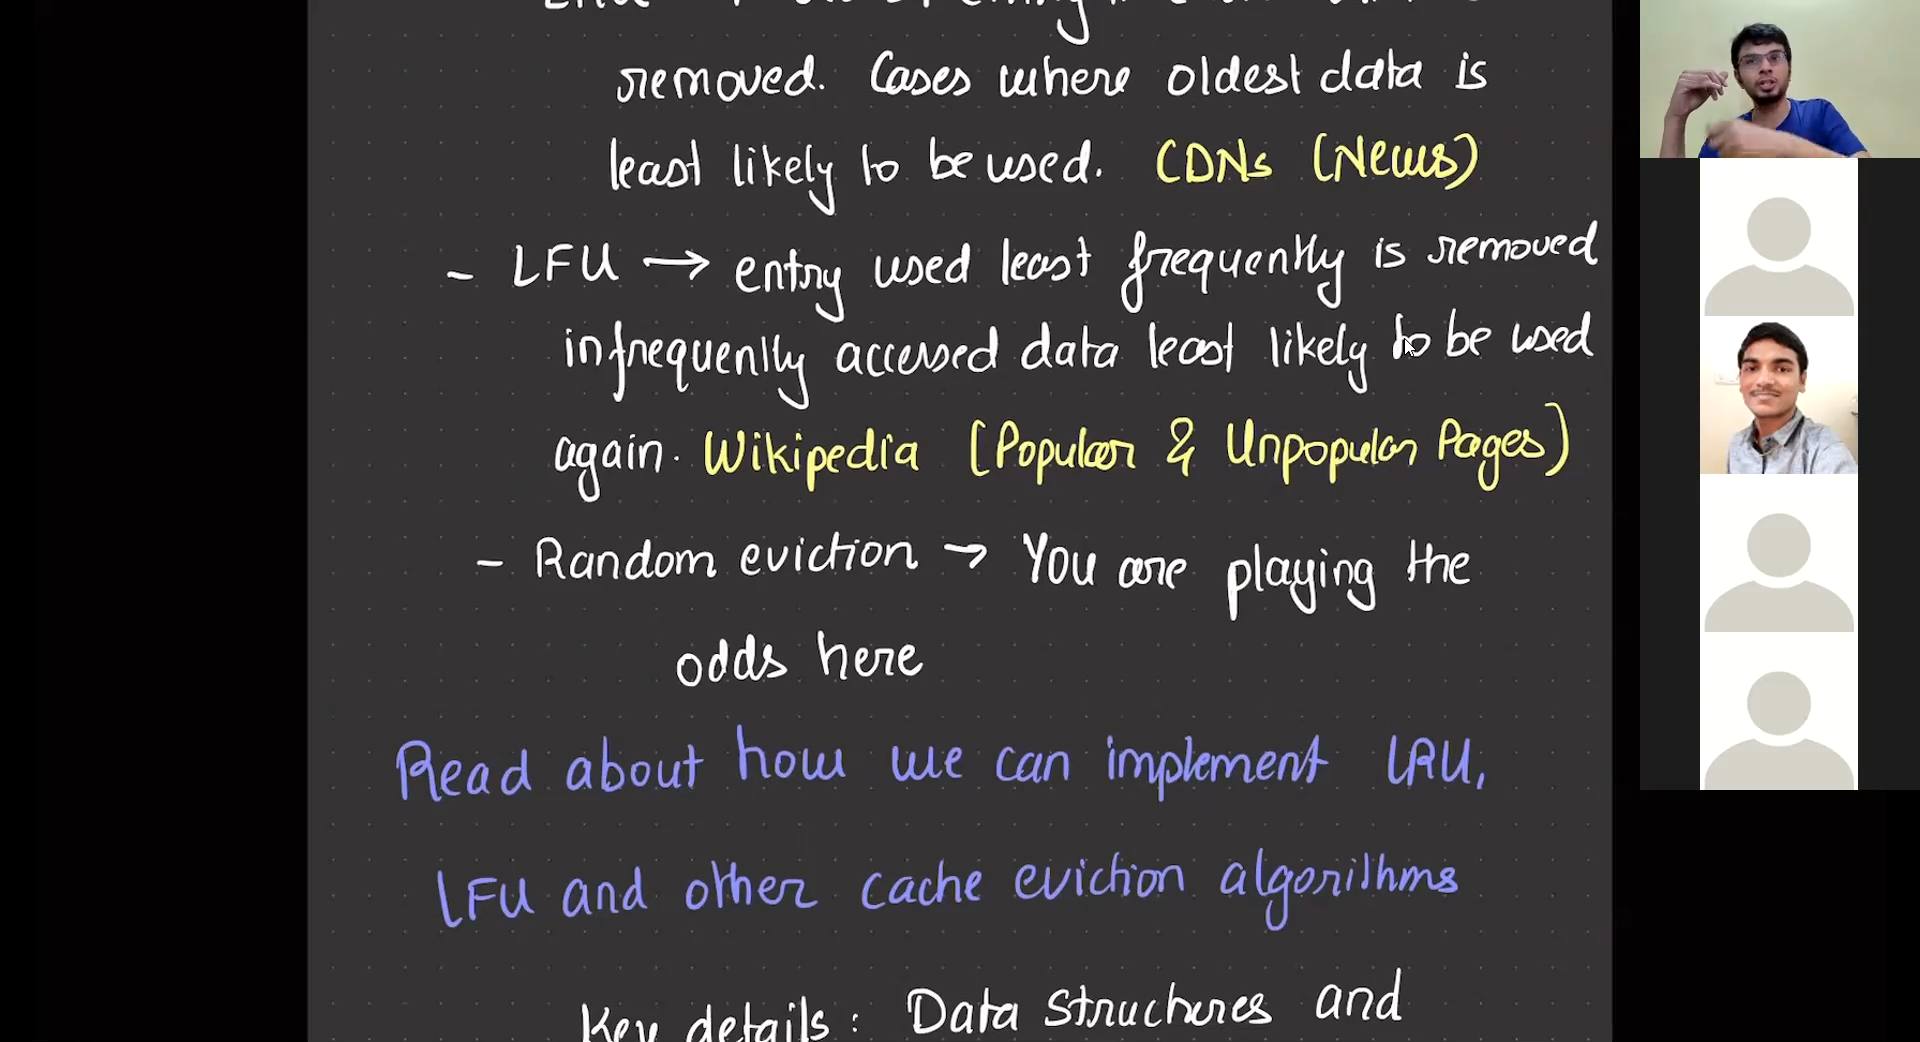 removed. Cases where oldest data is
least likely to be used. CDNs (News)
- LFU → entry used least frequently is removed
infrequently accessed data least likely to be used
again. Wikipedia (Popular & Unpopular Pages)
- Random eviction → You are playing the
odds here
Read about how we can implement LRU,
LFU and other cache eviction algorithms
Key details: Data Structures and